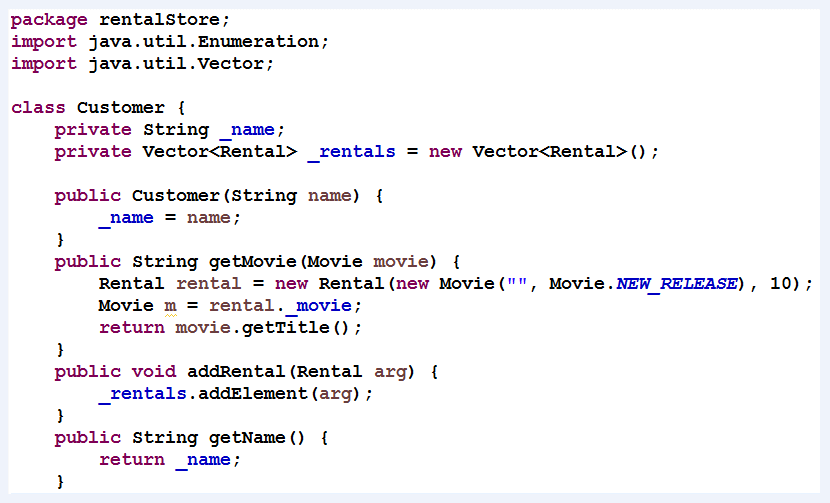 package rentalStore;
import java.util.Enumeration;
import java.util.Vector;

class Customer {
    private String _name;
    private Vector<Rental> _rentals = new Vector<Rental>();

    public Customer(String name) {
        _name = name;
    }
    public String getMovie(Movie movie) {
        Rental rental = new Rental(new Movie("", Movie.NEW_RELEASE), 10);
        Movie m = rental._movie;
        return movie.getTitle();
    }
    public void addRental(Rental arg) {
        _rentals.addElement(arg);
    }
    public String getName() {
        return _name;
    }